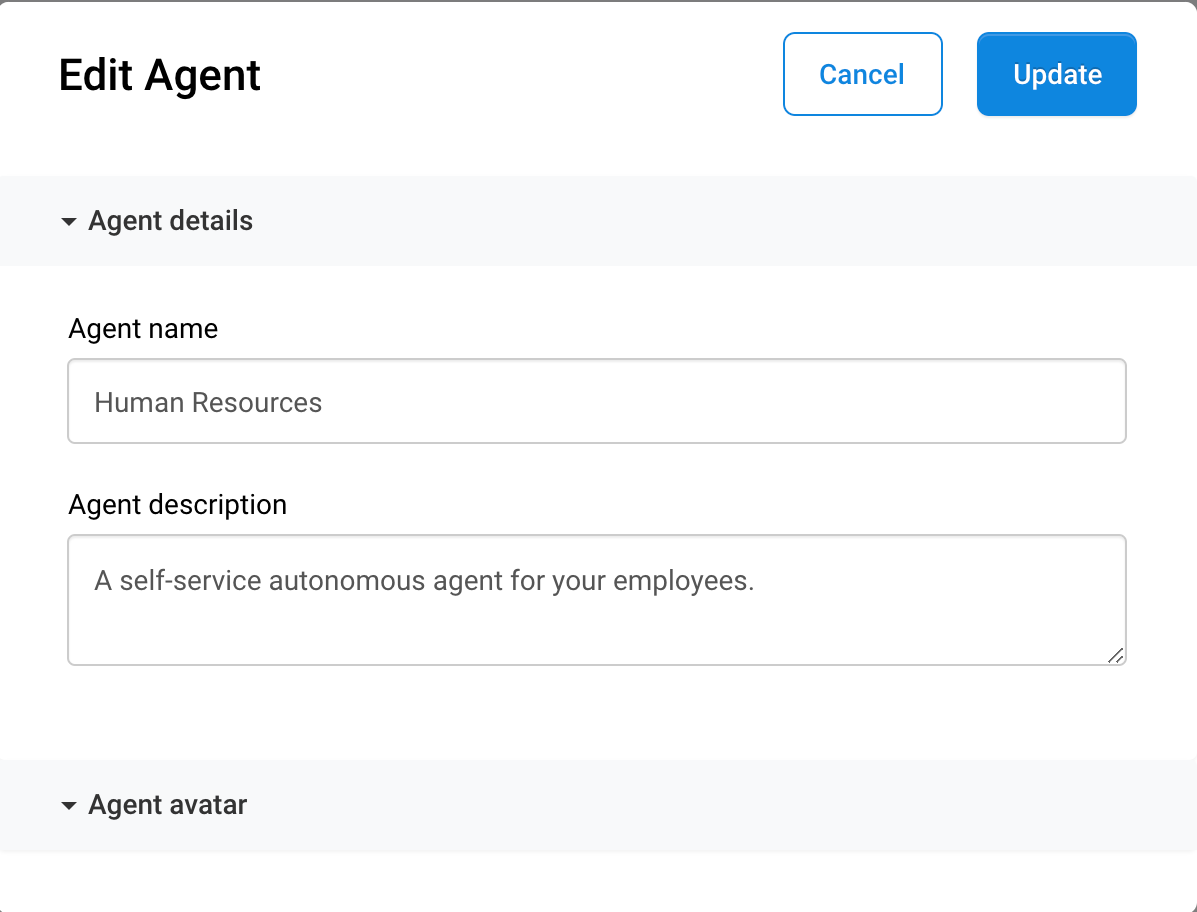 Edit Agent
Cancel
Update
Agent details
Agent name
Human Resources
Agent description
A self-service autonomous agent for your employees.
Agent avatar